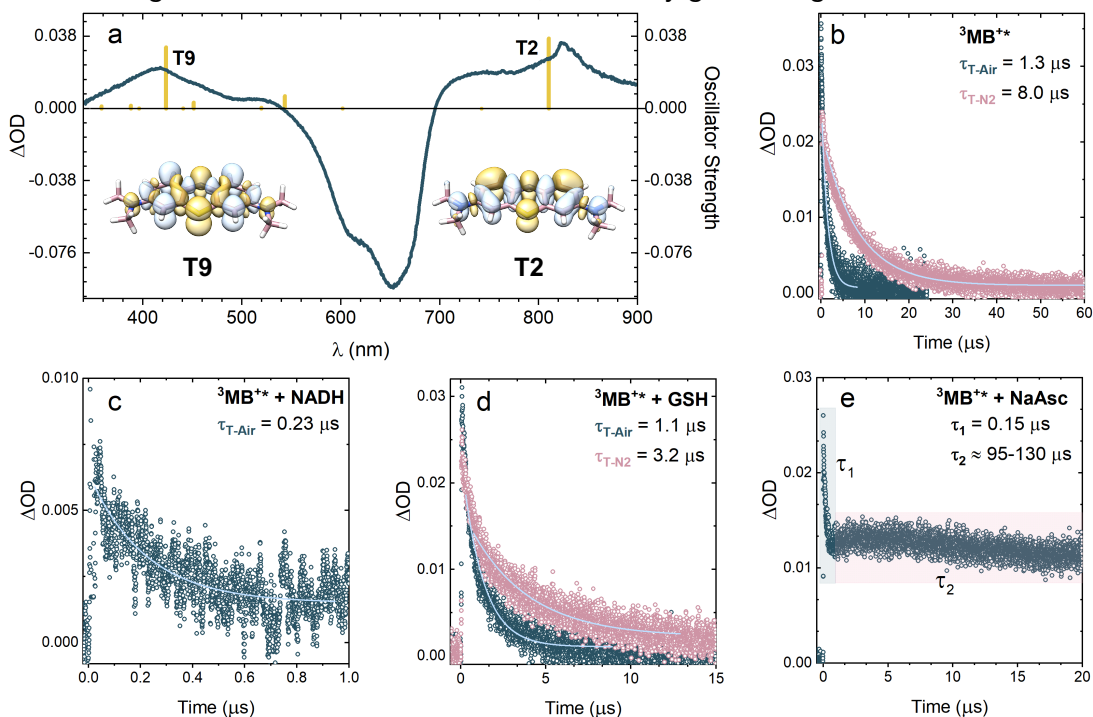 a
0.038
0.000
-0.038
-0.076
ΔOD
T9
T2
T9
T2
0.038
0.000
-0.038
-0.076
Oscillator Strength
400 500 600 700 800 900
λ (nm)
b
³MB⁺*
τT-Air = 1.3 μs
τT-N2 = 8.0 μs
ΔOD
0.03
0.02
0.01
0.00
0 10 20 30 40 50 60
Time (μs)
c
³MB⁺* + NADH
τT-Air = 0.23 μs
ΔOD
0.010
0.005
0.000
0.0 0.2 0.4 0.6 0.8 1.0
Time (μs)
d
³MB⁺* + GSH
τT-Air = 1.1 μs
τT-N2 = 3.2 μs
ΔOD
0.03
0.02
0.01
0.00
0 5 10 15
Time (μs)
e
³MB⁺* + NaAsc
τ1 = 0.15 μs
τ2 ≈ 95-130 μs
τ1
τ2
ΔOD
0.03
0.02
0.01
0.00
0 5 10 15 20
Time (μs)